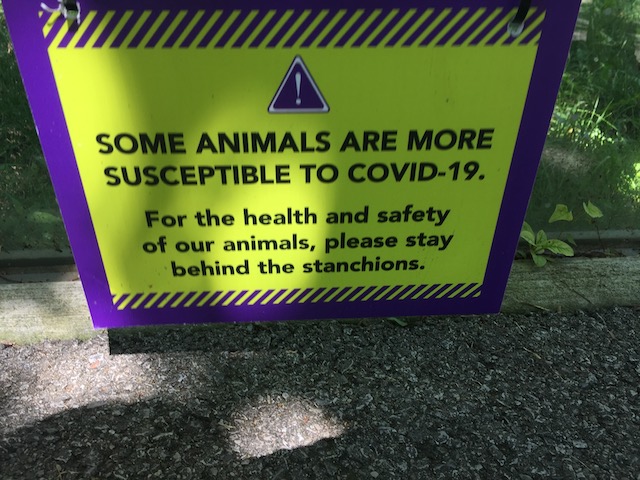 !
SOME ANIMALS ARE MORE
SUSCEPTIBLE TO COVID-19.
For the health and safety
of our animals, please stay
behind the stanchions.